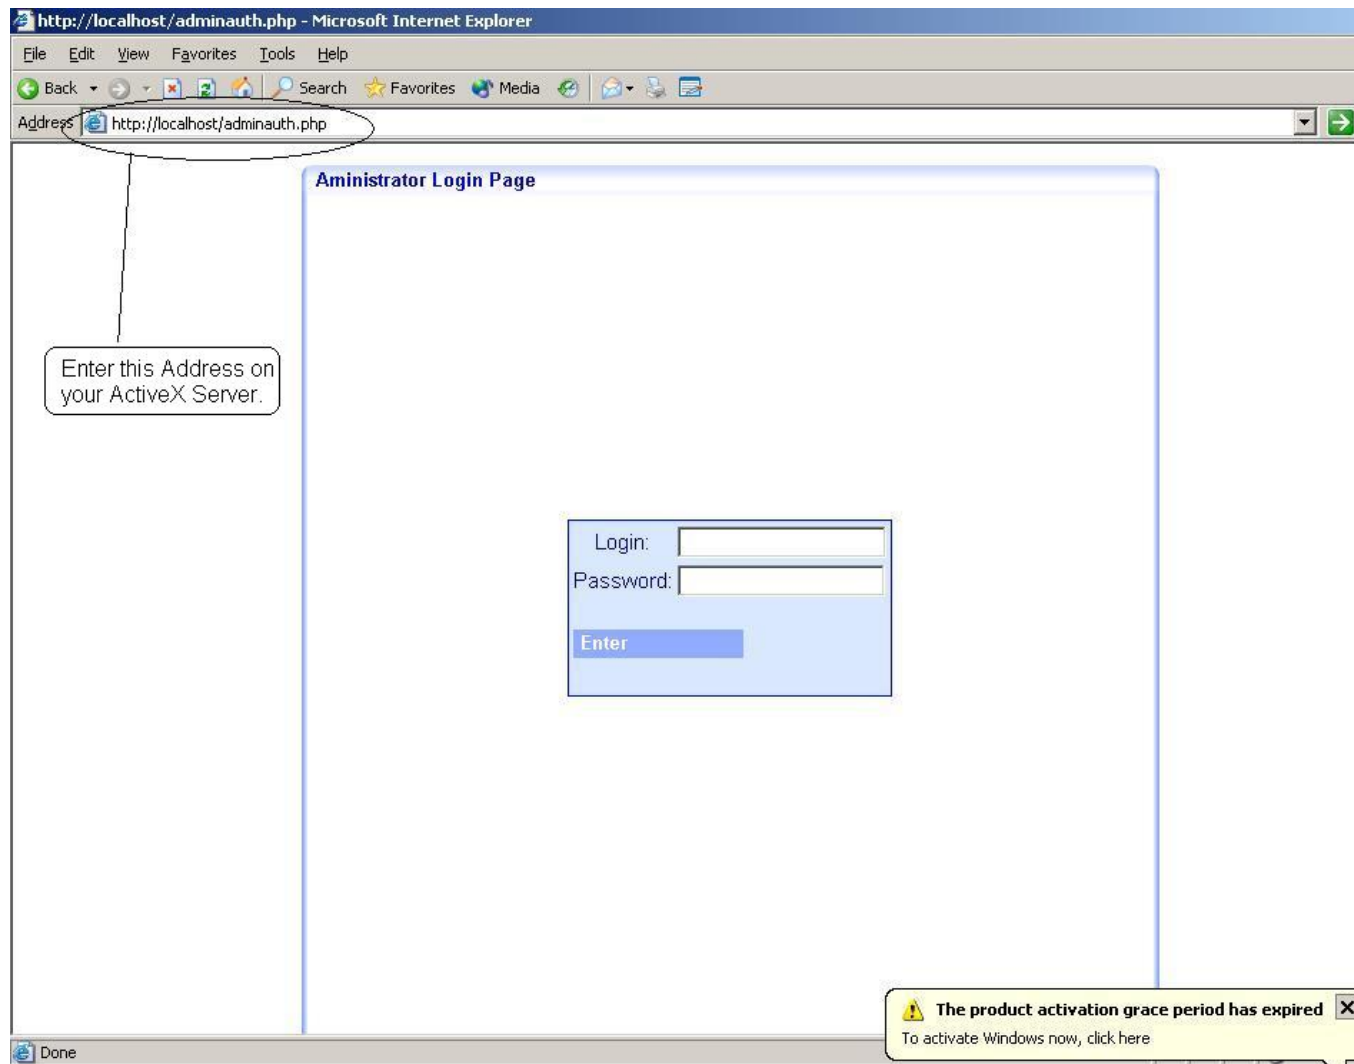 http://localhost/adminauth.php - Microsoft Internet Explorer
File Edit View Favorites Tools Help
Back Search Favorites Media
Address http://localhost/adminauth.php
Aministrator Login Page
Enter this Address on
your ActiveX Server.
Login:
Password:
Enter
The product activation grace period has expired
To activate Windows now, click here
Done